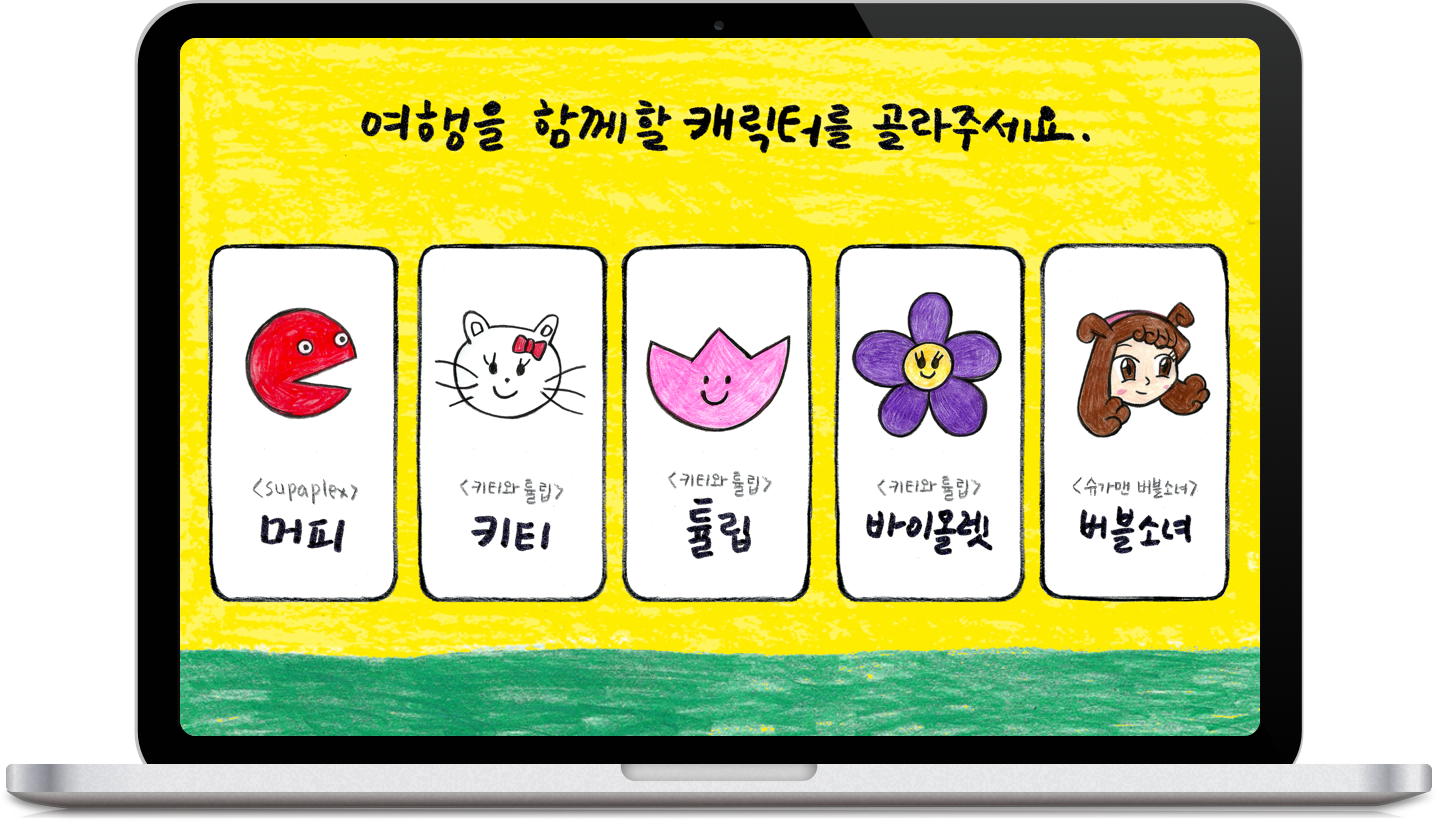 여행을 함께할 캐릭터를 골라주세요.
<supaplex>
머피
<키티와 튤립>
키티
<키티와 튤립>
튤립
<키티와 튤립>
바이올렛
<슈가맨 버블소녀>
버블소녀